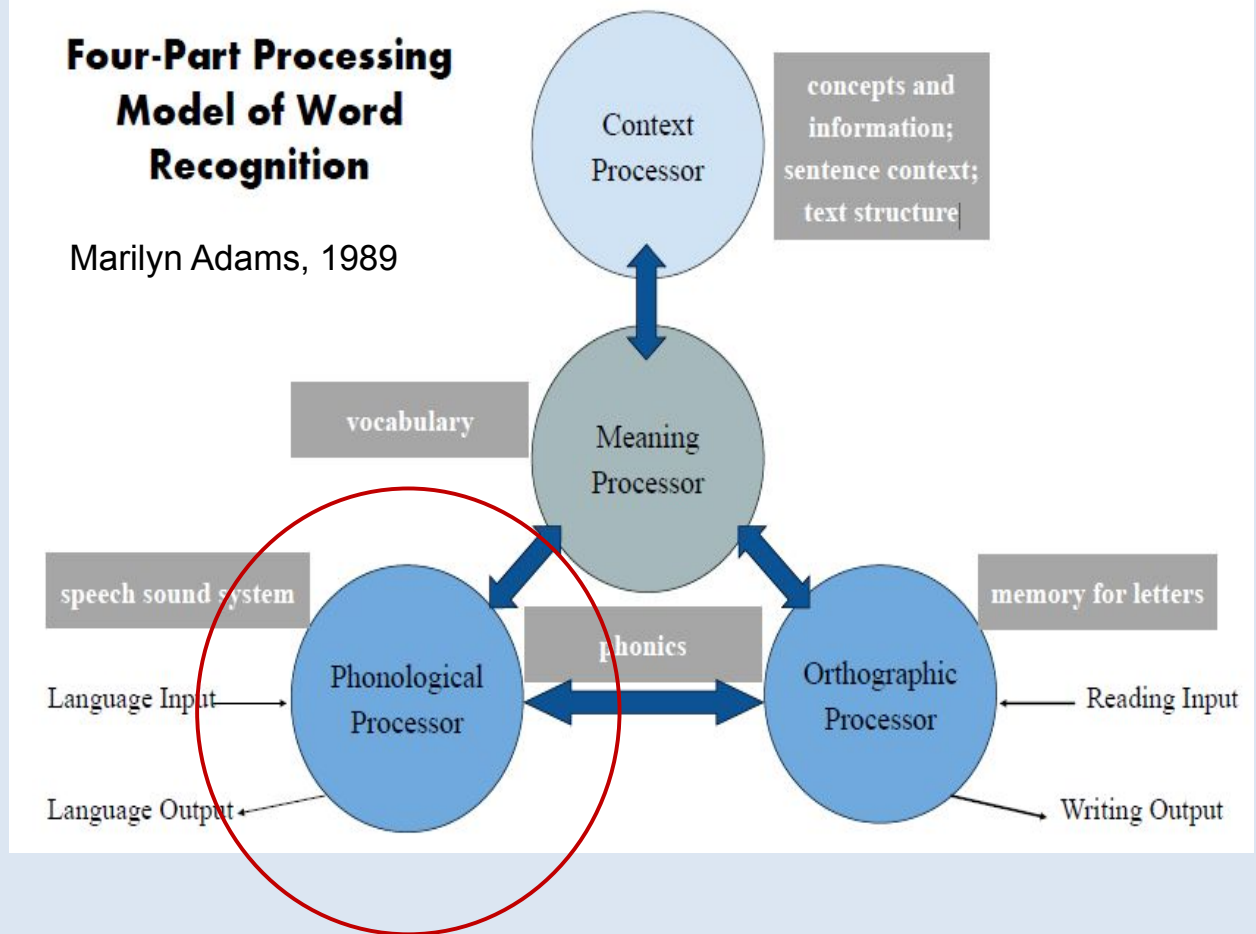 Four-Part Processing
Model of Word
Recognition
Marilyn Adams, 1989
Context
Processor
concepts and
information;
sentence context;
text structure
vocabulary
Meaning
Processor
speech sound system
phonics
memory for letters
Phonological
Processor
Orthographic
Processor
Language Input
Reading Input
Language Output
Writing Output